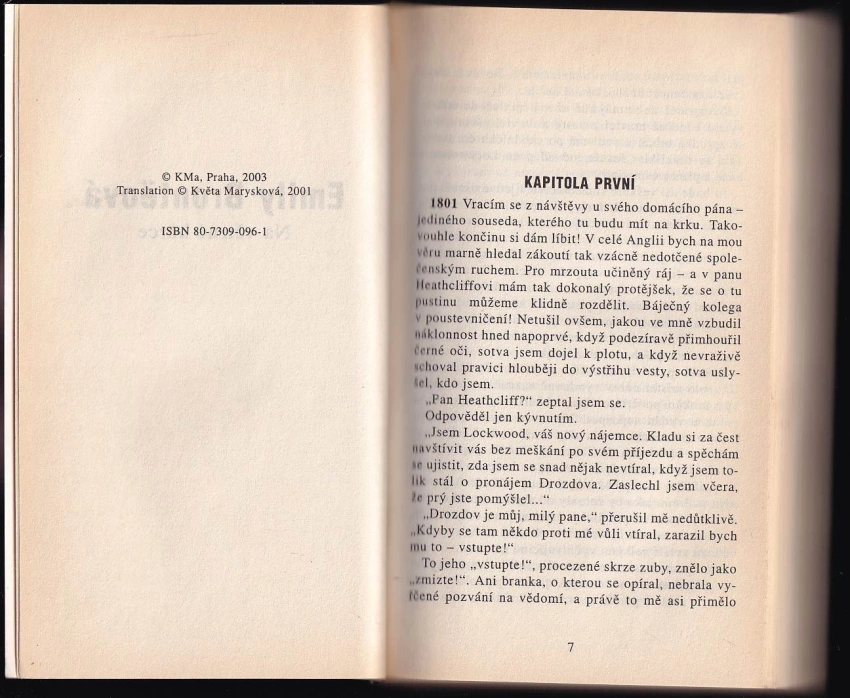 © KMa, Praha, 2003
Translation © Květa Marysková, 2001
ISBN 80-7309-096-1
Emily Brontëová
KAPITOLA PRVNÍ
1801 Vracím se z návštěvy u svého domácího pána –
jediného souseda, kterého tu budu mít na krku. Tako-
vouhle končinu si dám líbit! V celé Anglii bych na mou
věru marně hledal zákoutí tak vzácně nedotčené spole-
čenským ruchem. Pro mrzouta učiněný ráj – a v panu
Heathcliffovi mám tak dokonalý protějšek, že se o tu
pustinu můžeme klidně rozdělit. Báječný kolega
v poustevničení! Netušil ovšem, jakou ve mně vzbudil
náklonnost hned napoprvé, když podezíravě přimhouřil
černé oči, sotva jsem dojel k plotu, a když nevraživě
schoval pravici hlouběji do výstřihu vesty, sotva usly-
šel, kdo jsem.
„Pan Heathcliff?“ zeptal jsem se.
Odpověděl jen kývnutím.
„Jsem Lockwood, váš nový nájemce. Kladu si za čest
navštívit vás bez meškání po svém příjezdu a spěchám
se ujistit, zda jsem se snad nějak nevtíral, když jsem to-
lik stál o pronájem Drozdova. Zaslechl jsem včera,
že prý jste pomýšlel...“
„Drozdov je můj, milý pane,“ přerušil mě nedůtklivě.
„Kdyby se tam někdo proti mé vůli vtíral, zarazil bych
mu to – vstupte!“
To jeho „vstupte!“, procezené skrze zuby, znělo jako
„zmizte!“. Ani branka, o kterou se opíral, nebrala vy-
řčené pozvání na vědomí, a právě to mě asi přimělo
7